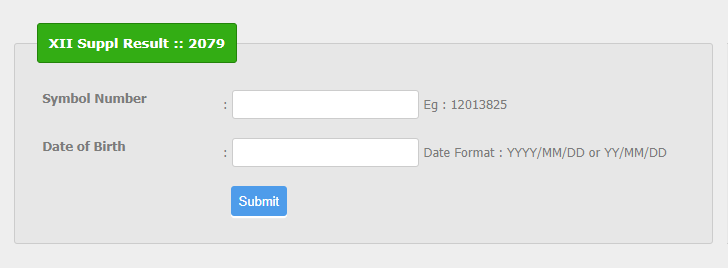 XII Suppl Result :: 2079
Symbol Number : Eg : 12013825
Date of Birth : Date Format : YYYY/MM/DD or YY/MM/DD
Submit